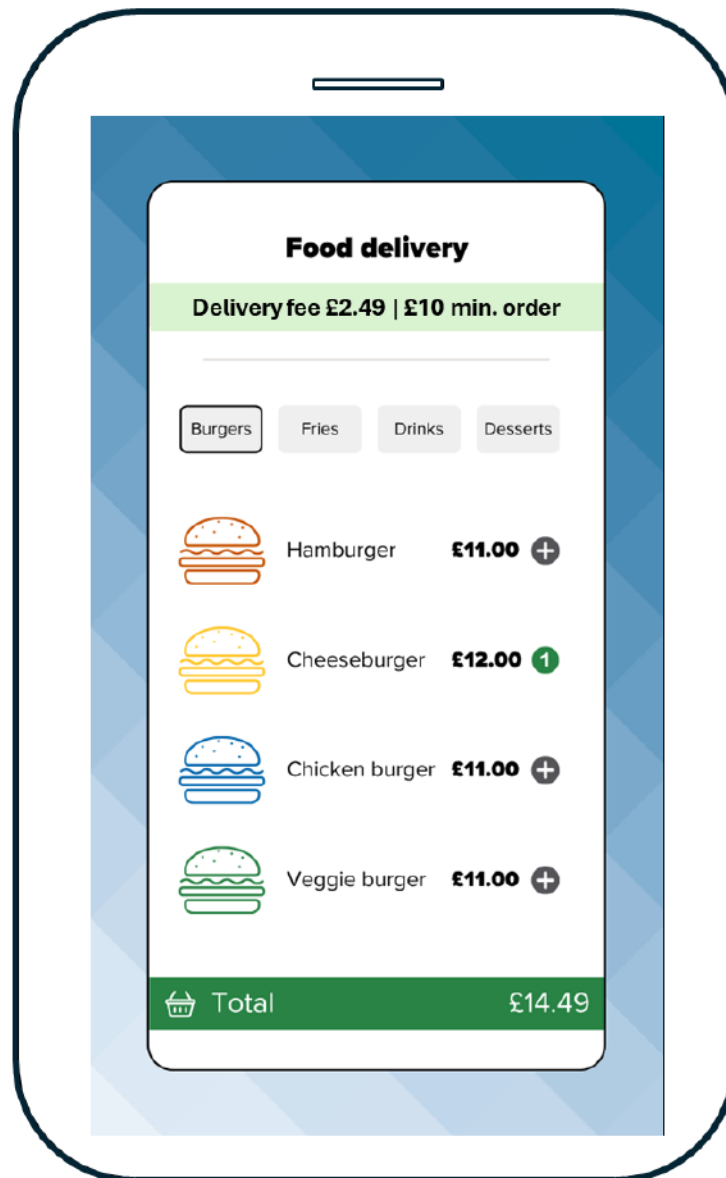 Food delivery
Delivery fee £2.49 | £10 min. order
Burgers Fries Drinks Desserts
Hamburger £11.00 +
Cheeseburger £12.00 1
Chicken burger £11.00 +
Veggie burger £11.00 +
Total £14.49